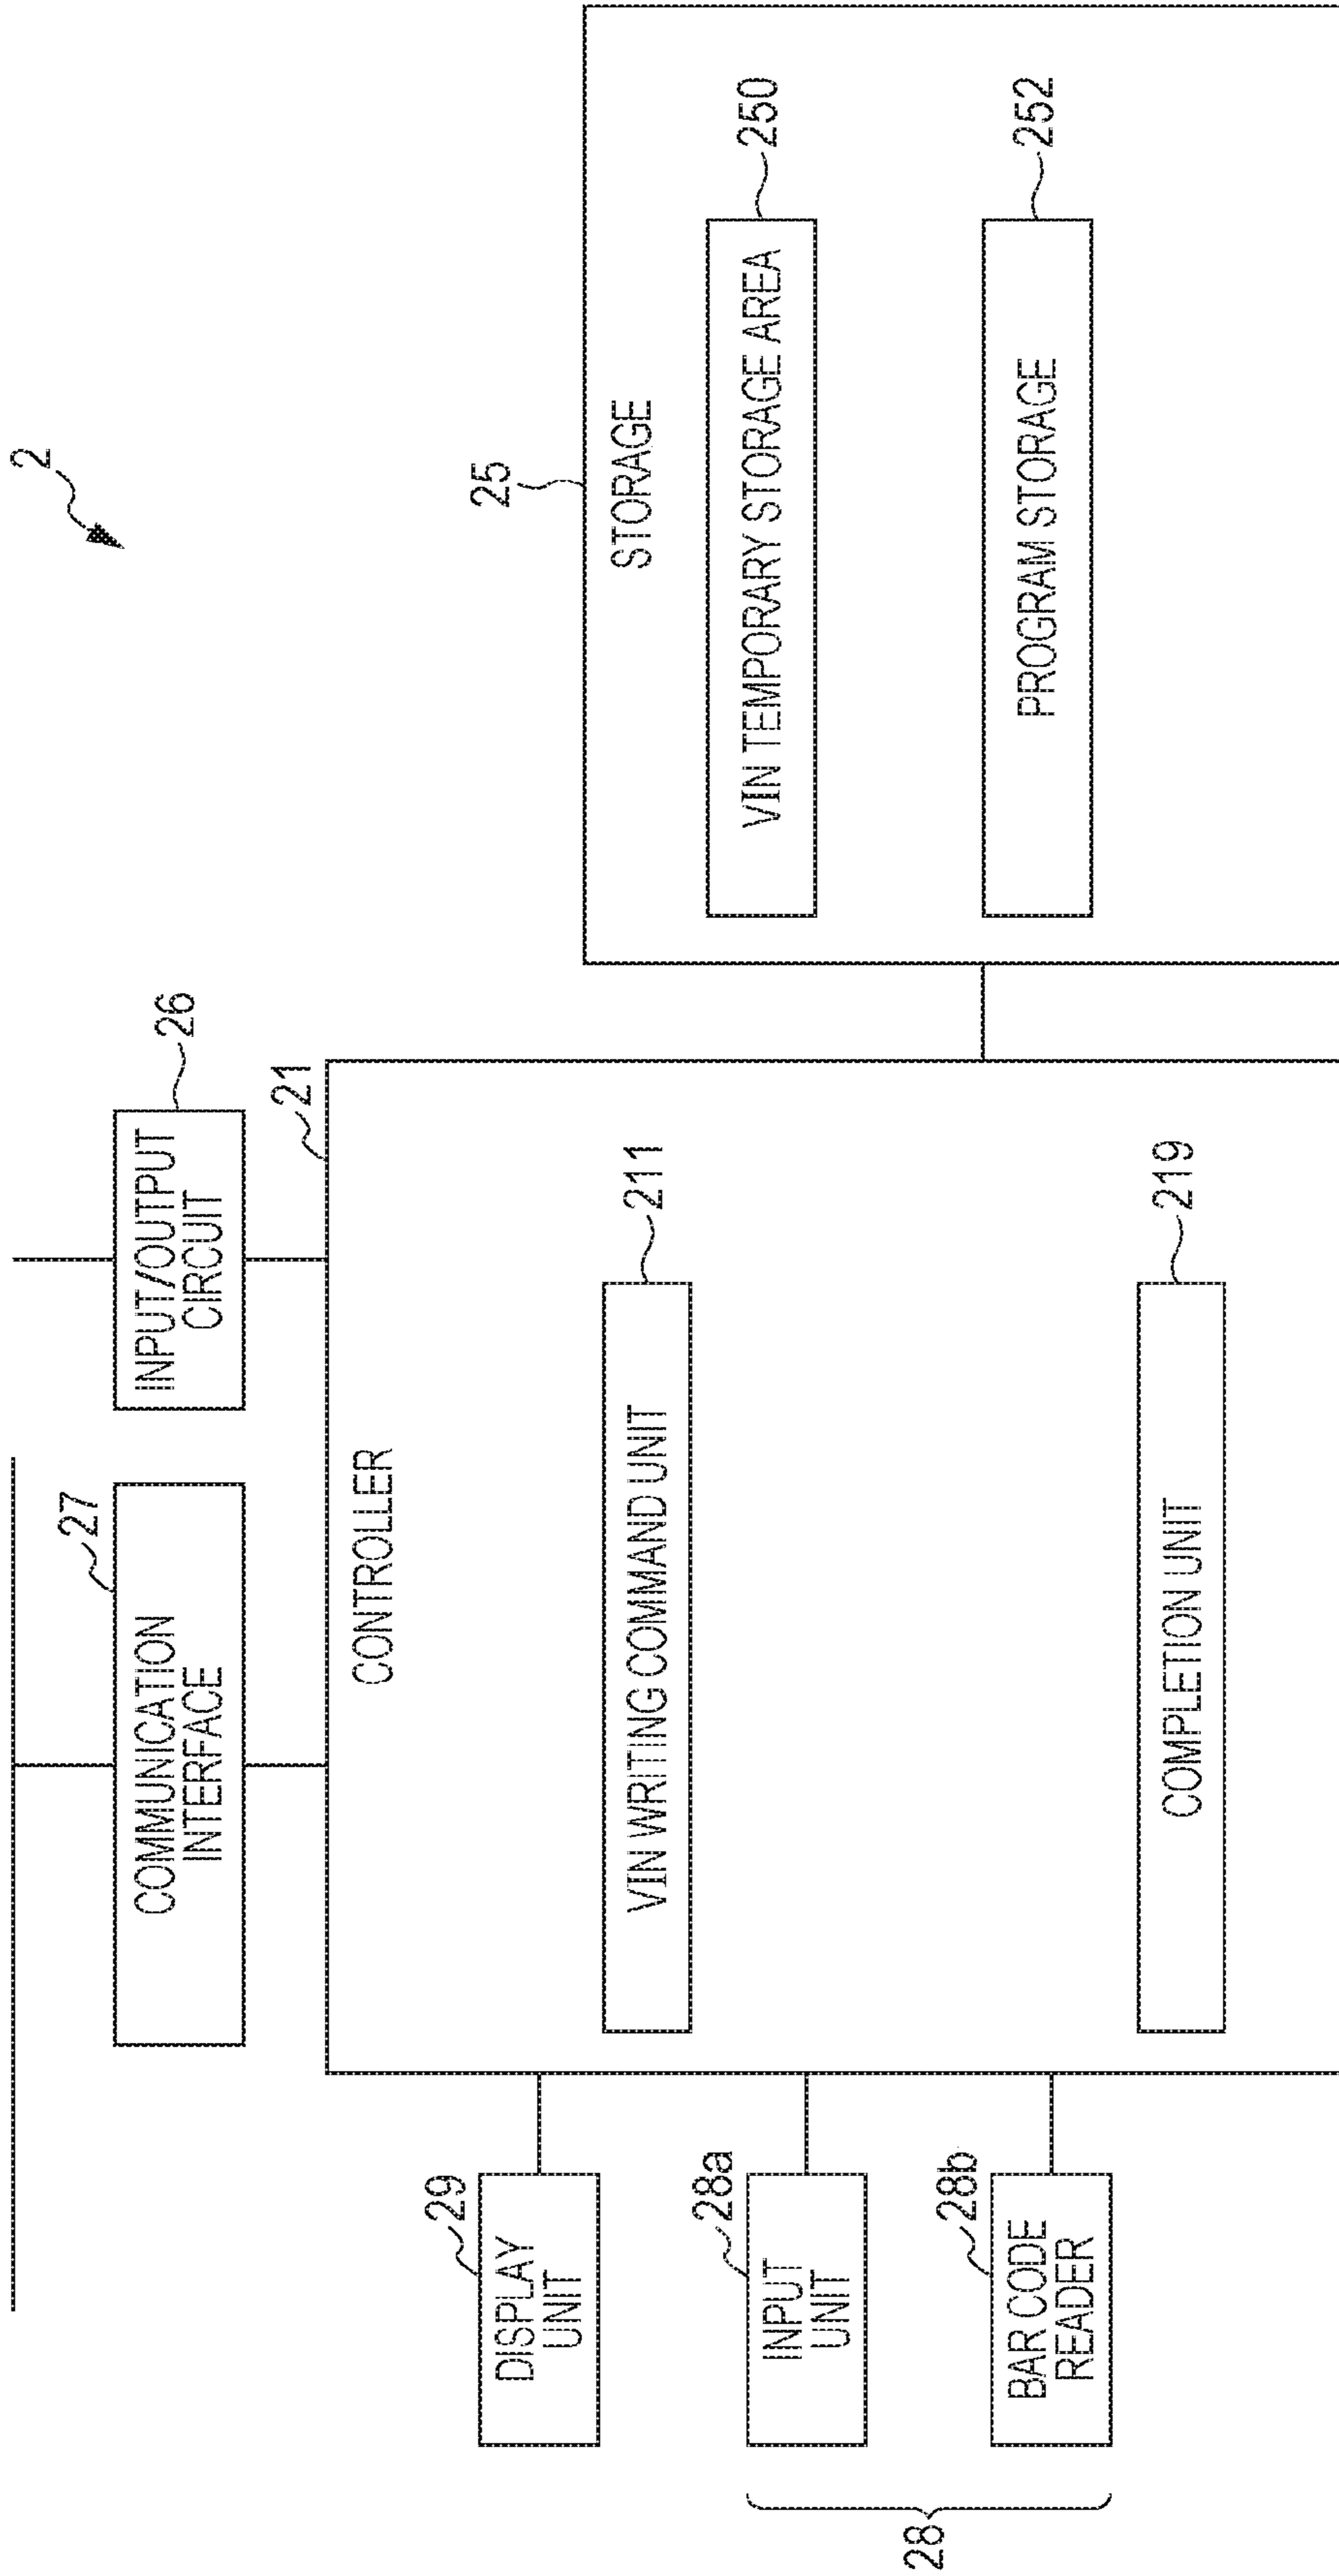 2
27
COMMUNICATION
INTERFACE
26
INPUT/OUTPUT
CIRCUIT
21
CONTROLLER
29
DISPLAY
UNIT
28a
INPUT
UNIT
28b
BAR CODE
READER
28
VIN WRITING COMMAND UNIT
211
COMPLETION UNIT
219
25
STORAGE
VIN TEMPORARY STORAGE AREA
250
PROGRAM STORAGE
252